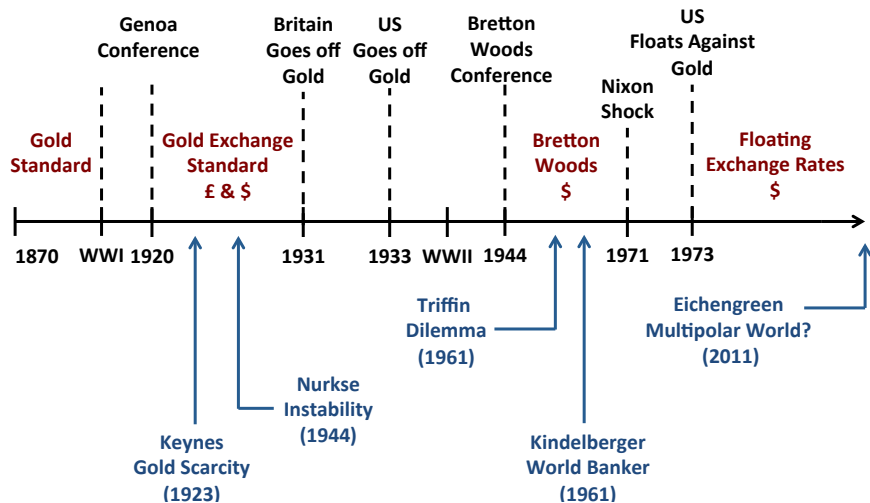 Genoa
Conference
Britain
Goes off
Gold
US
Goes off
Gold
Bretton
Woods
Conference
Nixon
Shock
US
Floats Against
Gold
Gold
Standard
Gold Exchange
Standard
£ & $
Bretton
Woods
$
Floating
Exchange Rates
$
1870
WWI
1920
1931
1933
WWII
1944
1971
1973
Triffin
Dilemma
(1961)
Eichengreen
Multipolar World?
(2011)
Nurkse
Instability
(1944)
Keynes
Gold Scarcity
(1923)
Kindelberger
World Banker
(1961)